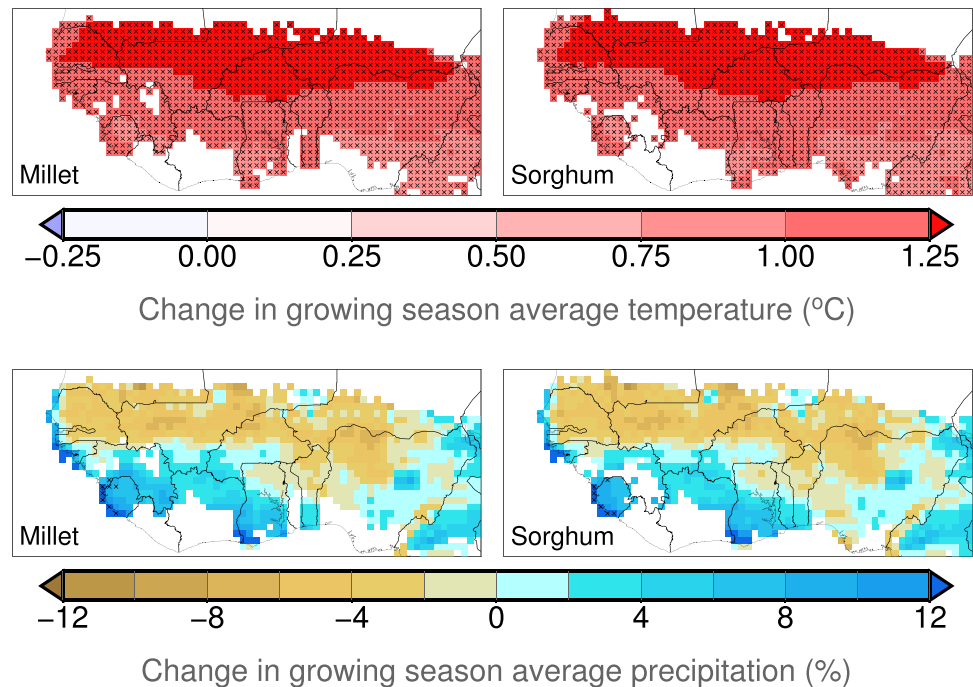 Millet
Sorghum
−0.25 0.00 0.25 0.50 0.75 1.00 1.25
Change in growing season average temperature (ºC)
Millet
Sorghum
−12 −8 −4 0 4 8 12
Change in growing season average precipitation (%)